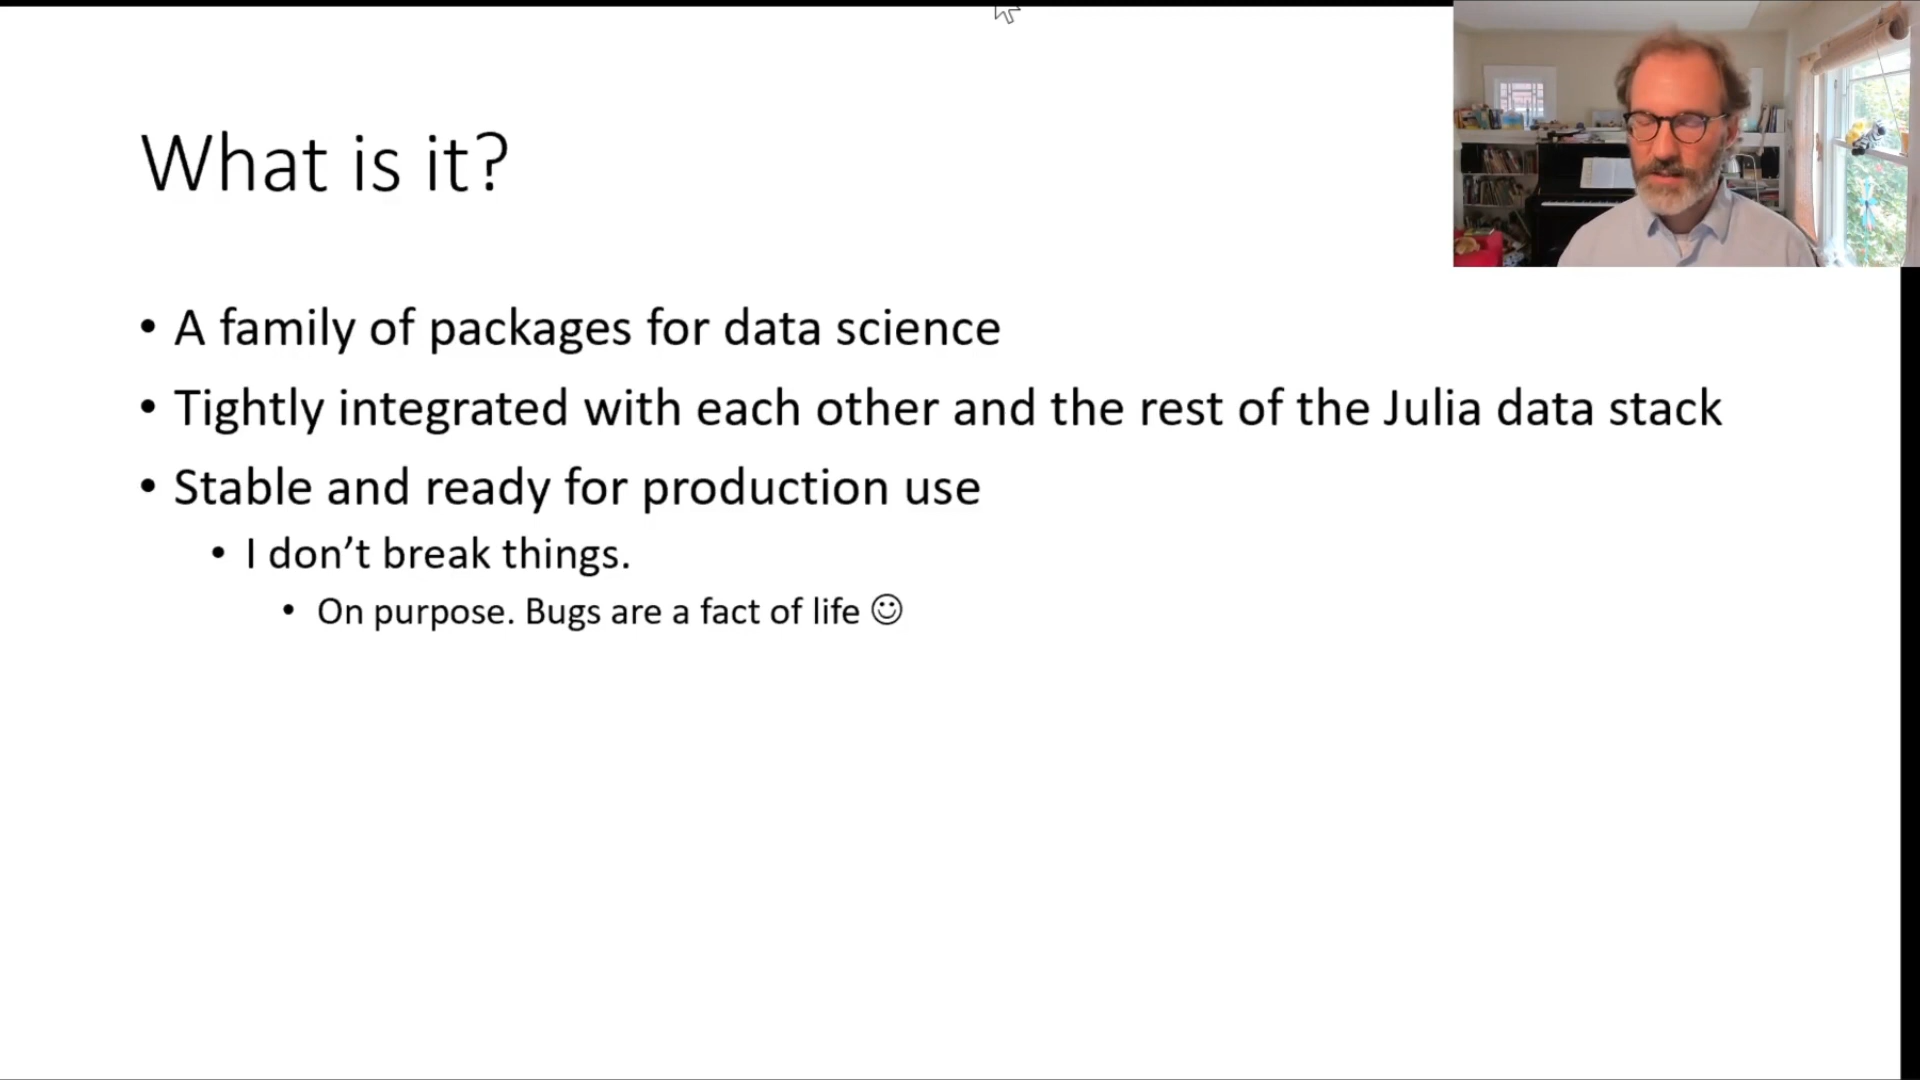 What is it?
• A family of packages for data science
• Tightly integrated with each other and the rest of the Julia data stack
• Stable and ready for production use
• I don’t break things.
• On purpose. Bugs are a fact of life ☺